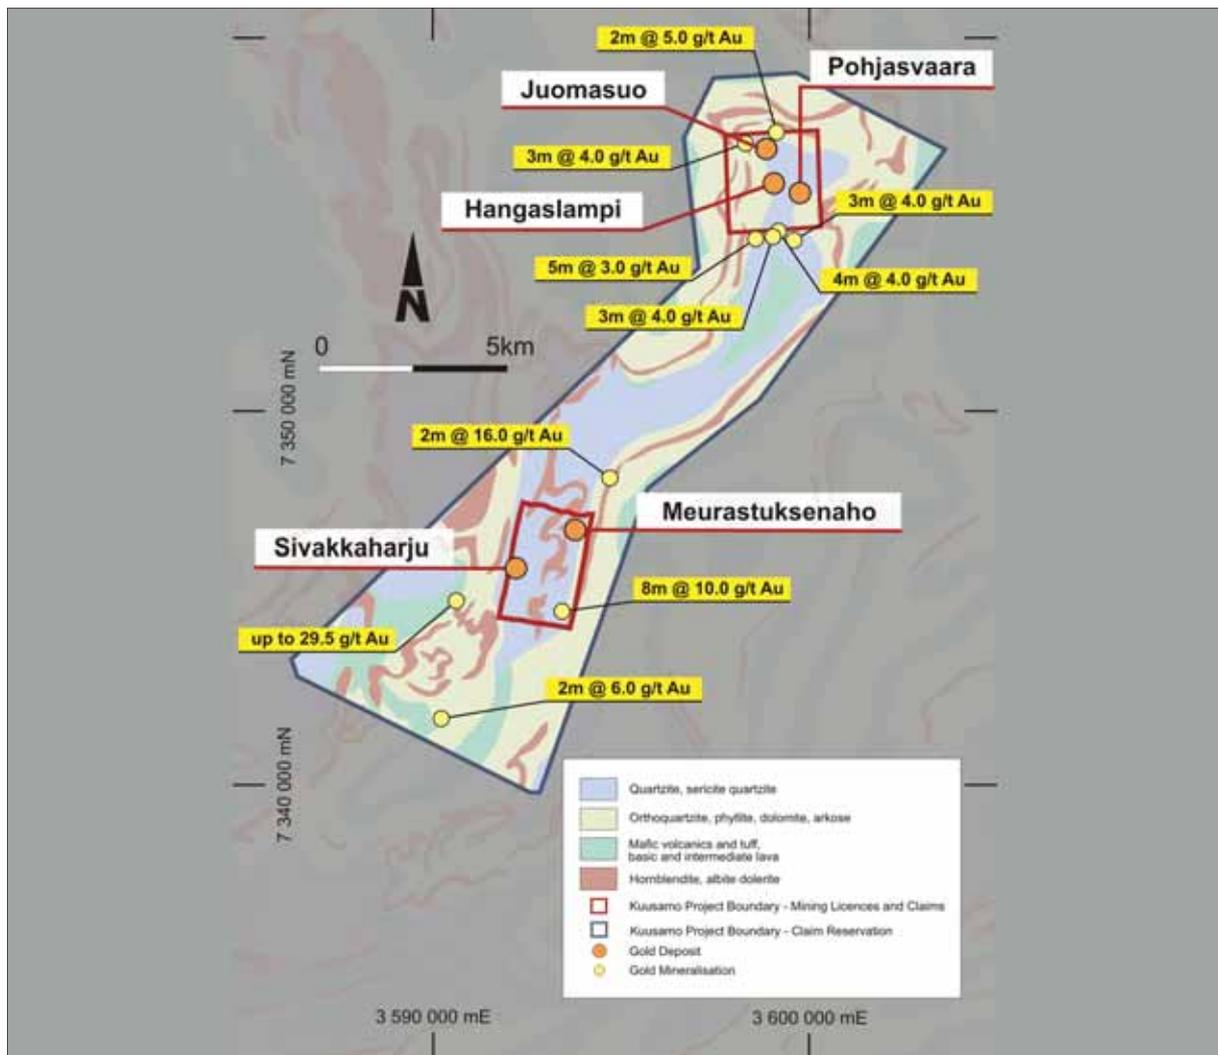 2m @ 5.0 g/t Au
Pohjasvaara
Juomasuo
3m @ 4.0 g/t Au
Hangaslampi
3m @ 4.0 g/t Au
5m @ 3.0 g/t Au
4m @ 4.0 g/t Au
3m @ 4.0 g/t Au
N
0 5km
7 350 000 mN
2m @ 16.0 g/t Au
Meurastuksenaho
Sivakkaharju
8m @ 10.0 g/t Au
up to 29.5 g/t Au
2m @ 6.0 g/t Au
7 340 000 mN
Quartzite, sericite quartzite
Orthoquartzite, phyllite, dolomite, arkose
Mafic volcanics and tuff,
basic and intermediate lava
Hornblendite, albite dolerite
Kuusamo Project Boundary - Mining Licences and Claims
Kuusamo Project Boundary - Claim Reservation
Gold Deposit
Gold Mineralisation
3 590 000 mE
3 600 000 mE